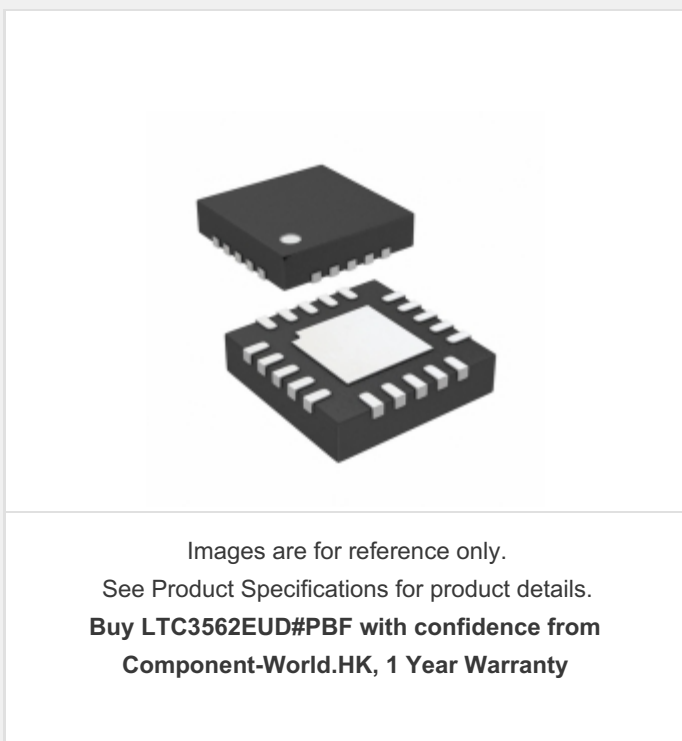 Images are for reference only.
See Product Specifications for product details.
Buy LTC3562EUD#PBF with confidence from
Component-World.HK, 1 Year Warranty